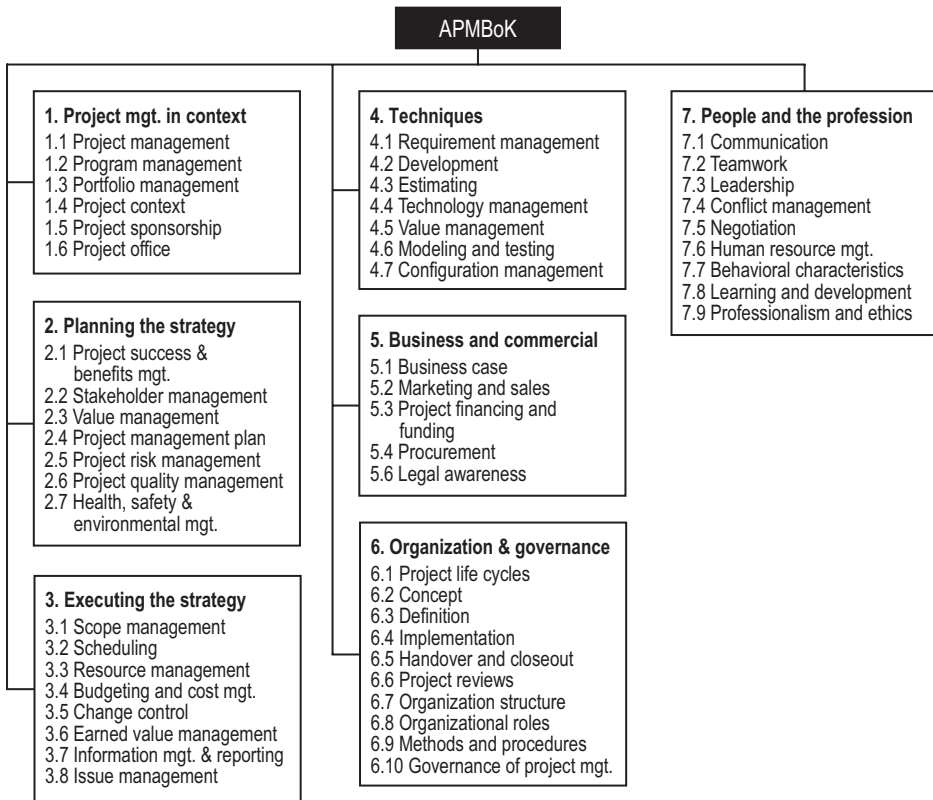 APMBoK
1. Project mgt. in context
1.1 Project management
1.2 Program management
1.3 Portfolio management
1.4 Project context
1.5 Project sponsorship
1.6 Project office
2. Planning the strategy
2.1 Project success &
benefits mgt.
2.2 Stakeholder management
2.3 Value management
2.4 Project management plan
2.5 Project risk management
2.6 Project quality management
2.7 Health, safety &
environmental mgt.
3. Executing the strategy
3.1 Scope management
3.2 Scheduling
3.3 Resource management
3.4 Budgeting and cost mgt.
3.5 Change control
3.6 Earned value management
3.7 Information mgt. & reporting
3.8 Issue management
4. Techniques
4.1 Requirement management
4.2 Development
4.3 Estimating
4.4 Technology management
4.5 Value management
4.6 Modeling and testing
4.7 Configuration management
5. Business and commercial
5.1 Business case
5.2 Marketing and sales
5.3 Project financing and
funding
5.4 Procurement
5.6 Legal awareness
6. Organization & governance
6.1 Project life cycles
6.2 Concept
6.3 Definition
6.4 Implementation
6.5 Handover and closeout
6.6 Project reviews
6.7 Organization structure
6.8 Organizational roles
6.9 Methods and procedures
6.10 Governance of project mgt.
7. People and the profession
7.1 Communication
7.2 Teamwork
7.3 Leadership
7.4 Conflict management
7.5 Negotiation
7.6 Human resource mgt.
7.7 Behavioral characteristics
7.8 Learning and development
7.9 Professionalism and ethics